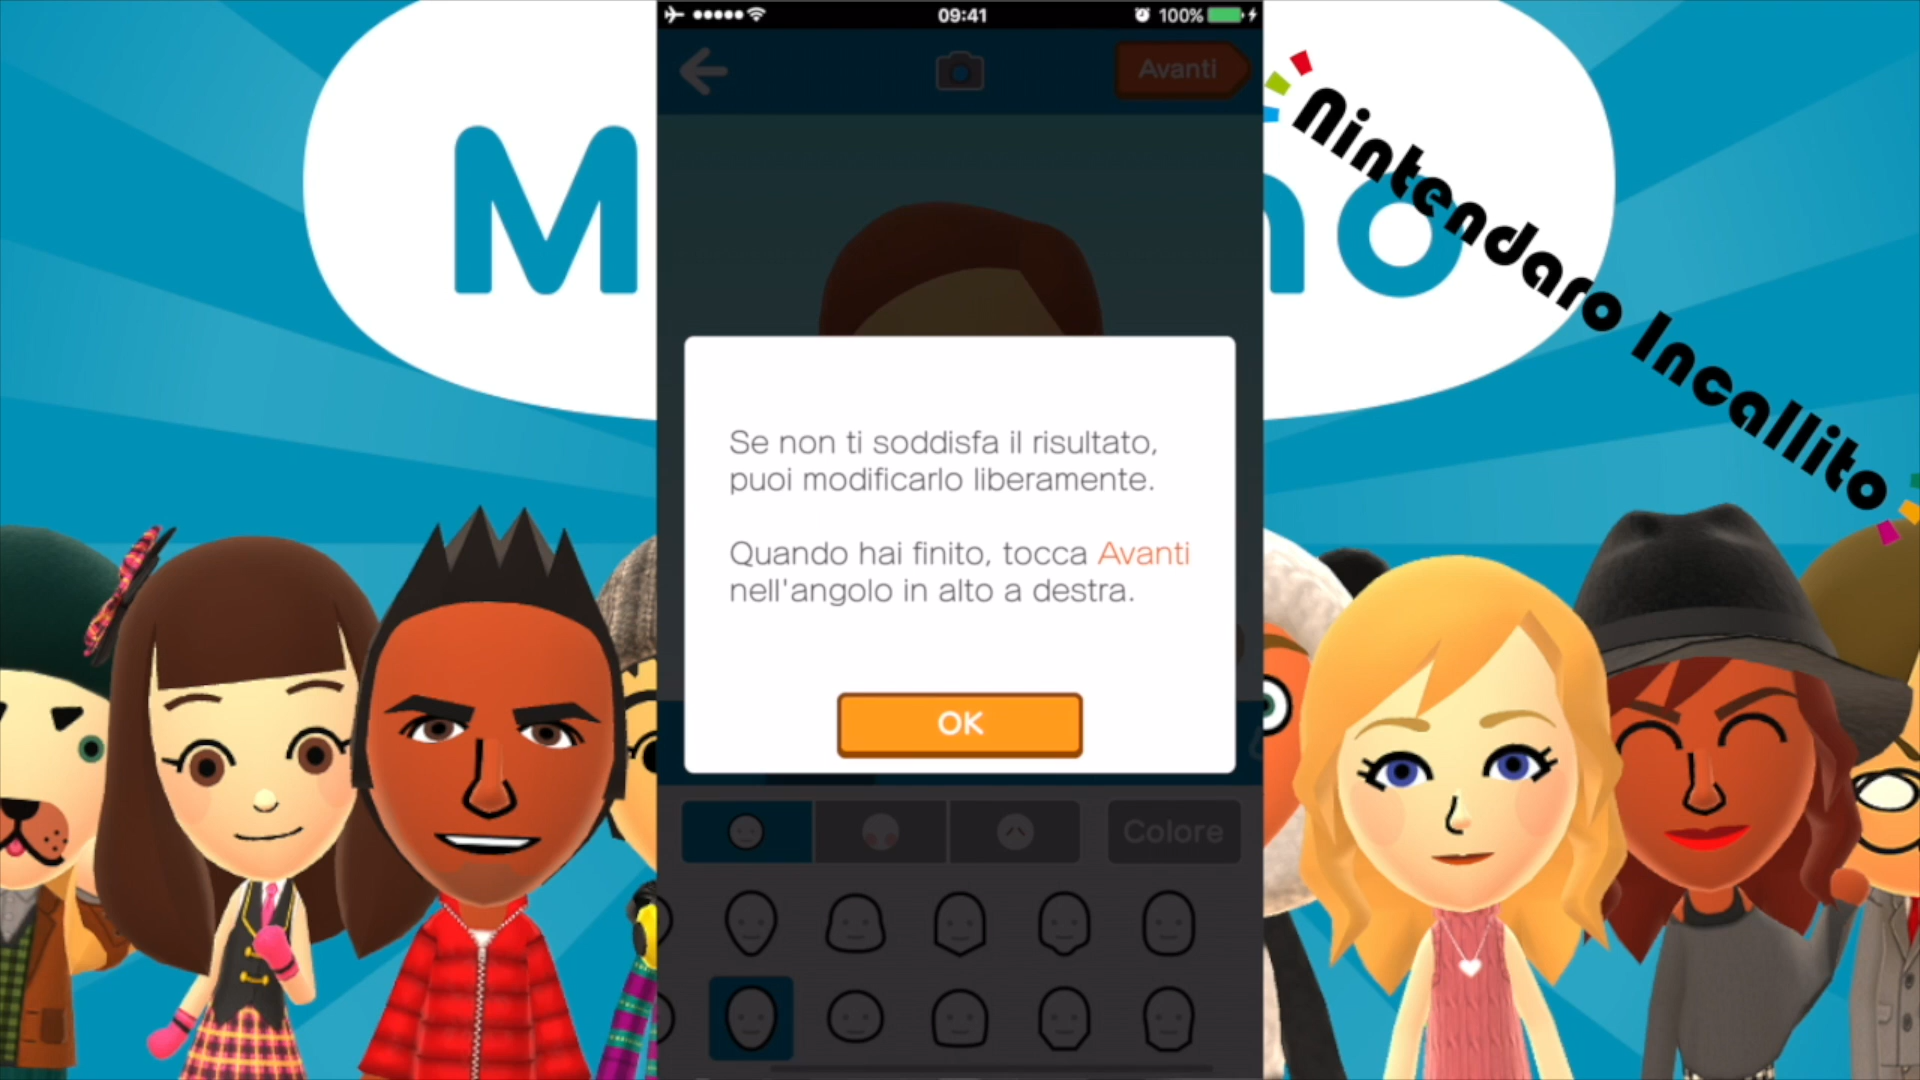 09:41
100%
Avanti
M
no
Nintendaro Incallito
Se non ti soddisfa il risultato,
puoi modificarlo liberamente.
Quando hai finito, tocca Avanti
nell'angolo in alto a destra.
OK
Colore